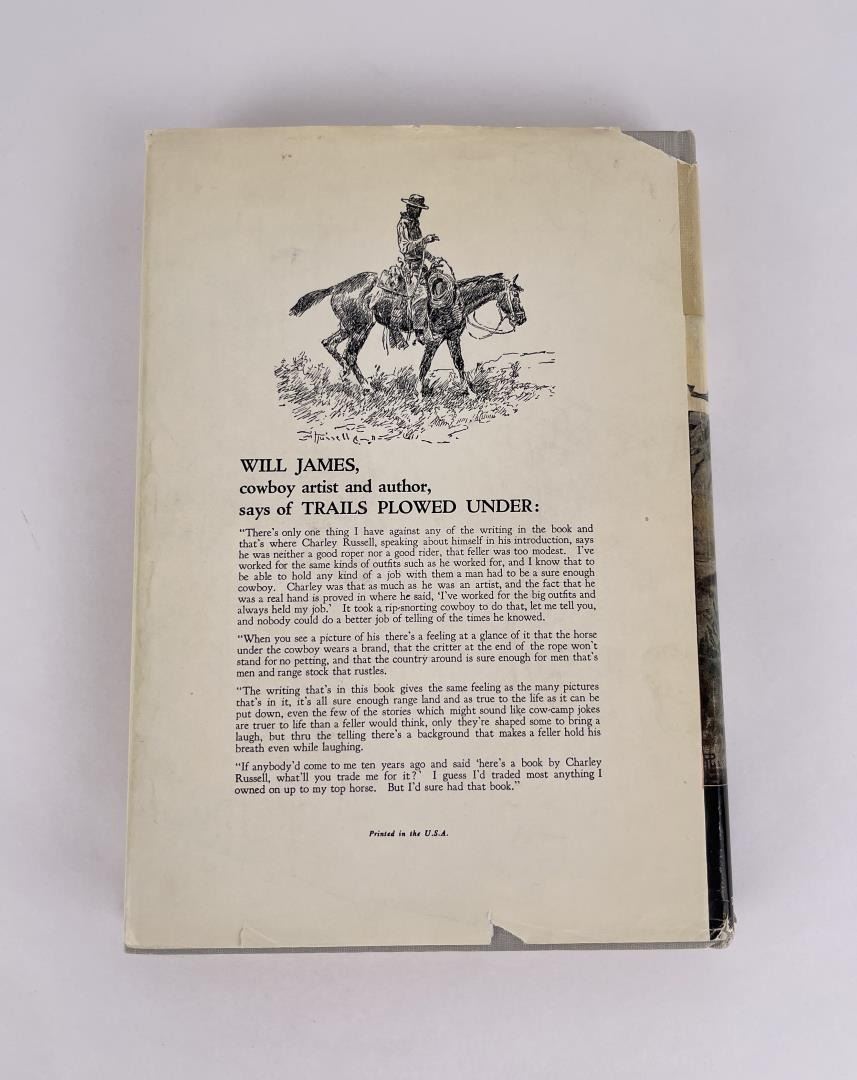 WILL JAMES,
cowboy artist and author,
says of TRAILS PLOWED UNDER:
"There's only one thing I have against any of the writing in the book and
that's where Charley Russell, speaking about himself in his introduction, says
he was neither a good roper nor a good rider, that feller was too modest. I've
worked for the same kinds of outfits such as he worked for, and I know that to
be able to hold any kind of a job with them a man had to be a sure enough
cowboy. Charley was that as much as he was an artist, and the fact that he
was a real hand is proved in where he said, 'I've worked for the big outfits and
always held my job.' It took a rip-snorting cowboy to do that, let me tell you,
and nobody could do a better job of telling of the times he knowed.
"When you see a picture of his there's a feeling at a glance of it that the horse
under the cowboy wears a brand, that the critter at the end of the rope won't
stand for no petting, and that the country around is sure enough for men that's
men and range stock that rustles.
"The writing that's in this book gives the same feeling as the many pictures
that's in it, it's all sure enough range land and as true to the life as it can be
put down, even the few of the stories which might sound like cow-camp jokes
are truer to life than a feller would think, only they're shaped some to bring a
laugh, but thru the telling there's a background that makes a feller hold his
breath even while laughing.
"If anybody'd come to me ten years ago and said 'here's a book by Charley
Russell, what'll you trade me for it?' I guess I'd traded most anything I
owned on up to my top horse. But I'd sure had that book."
Printed in the U.S.A.